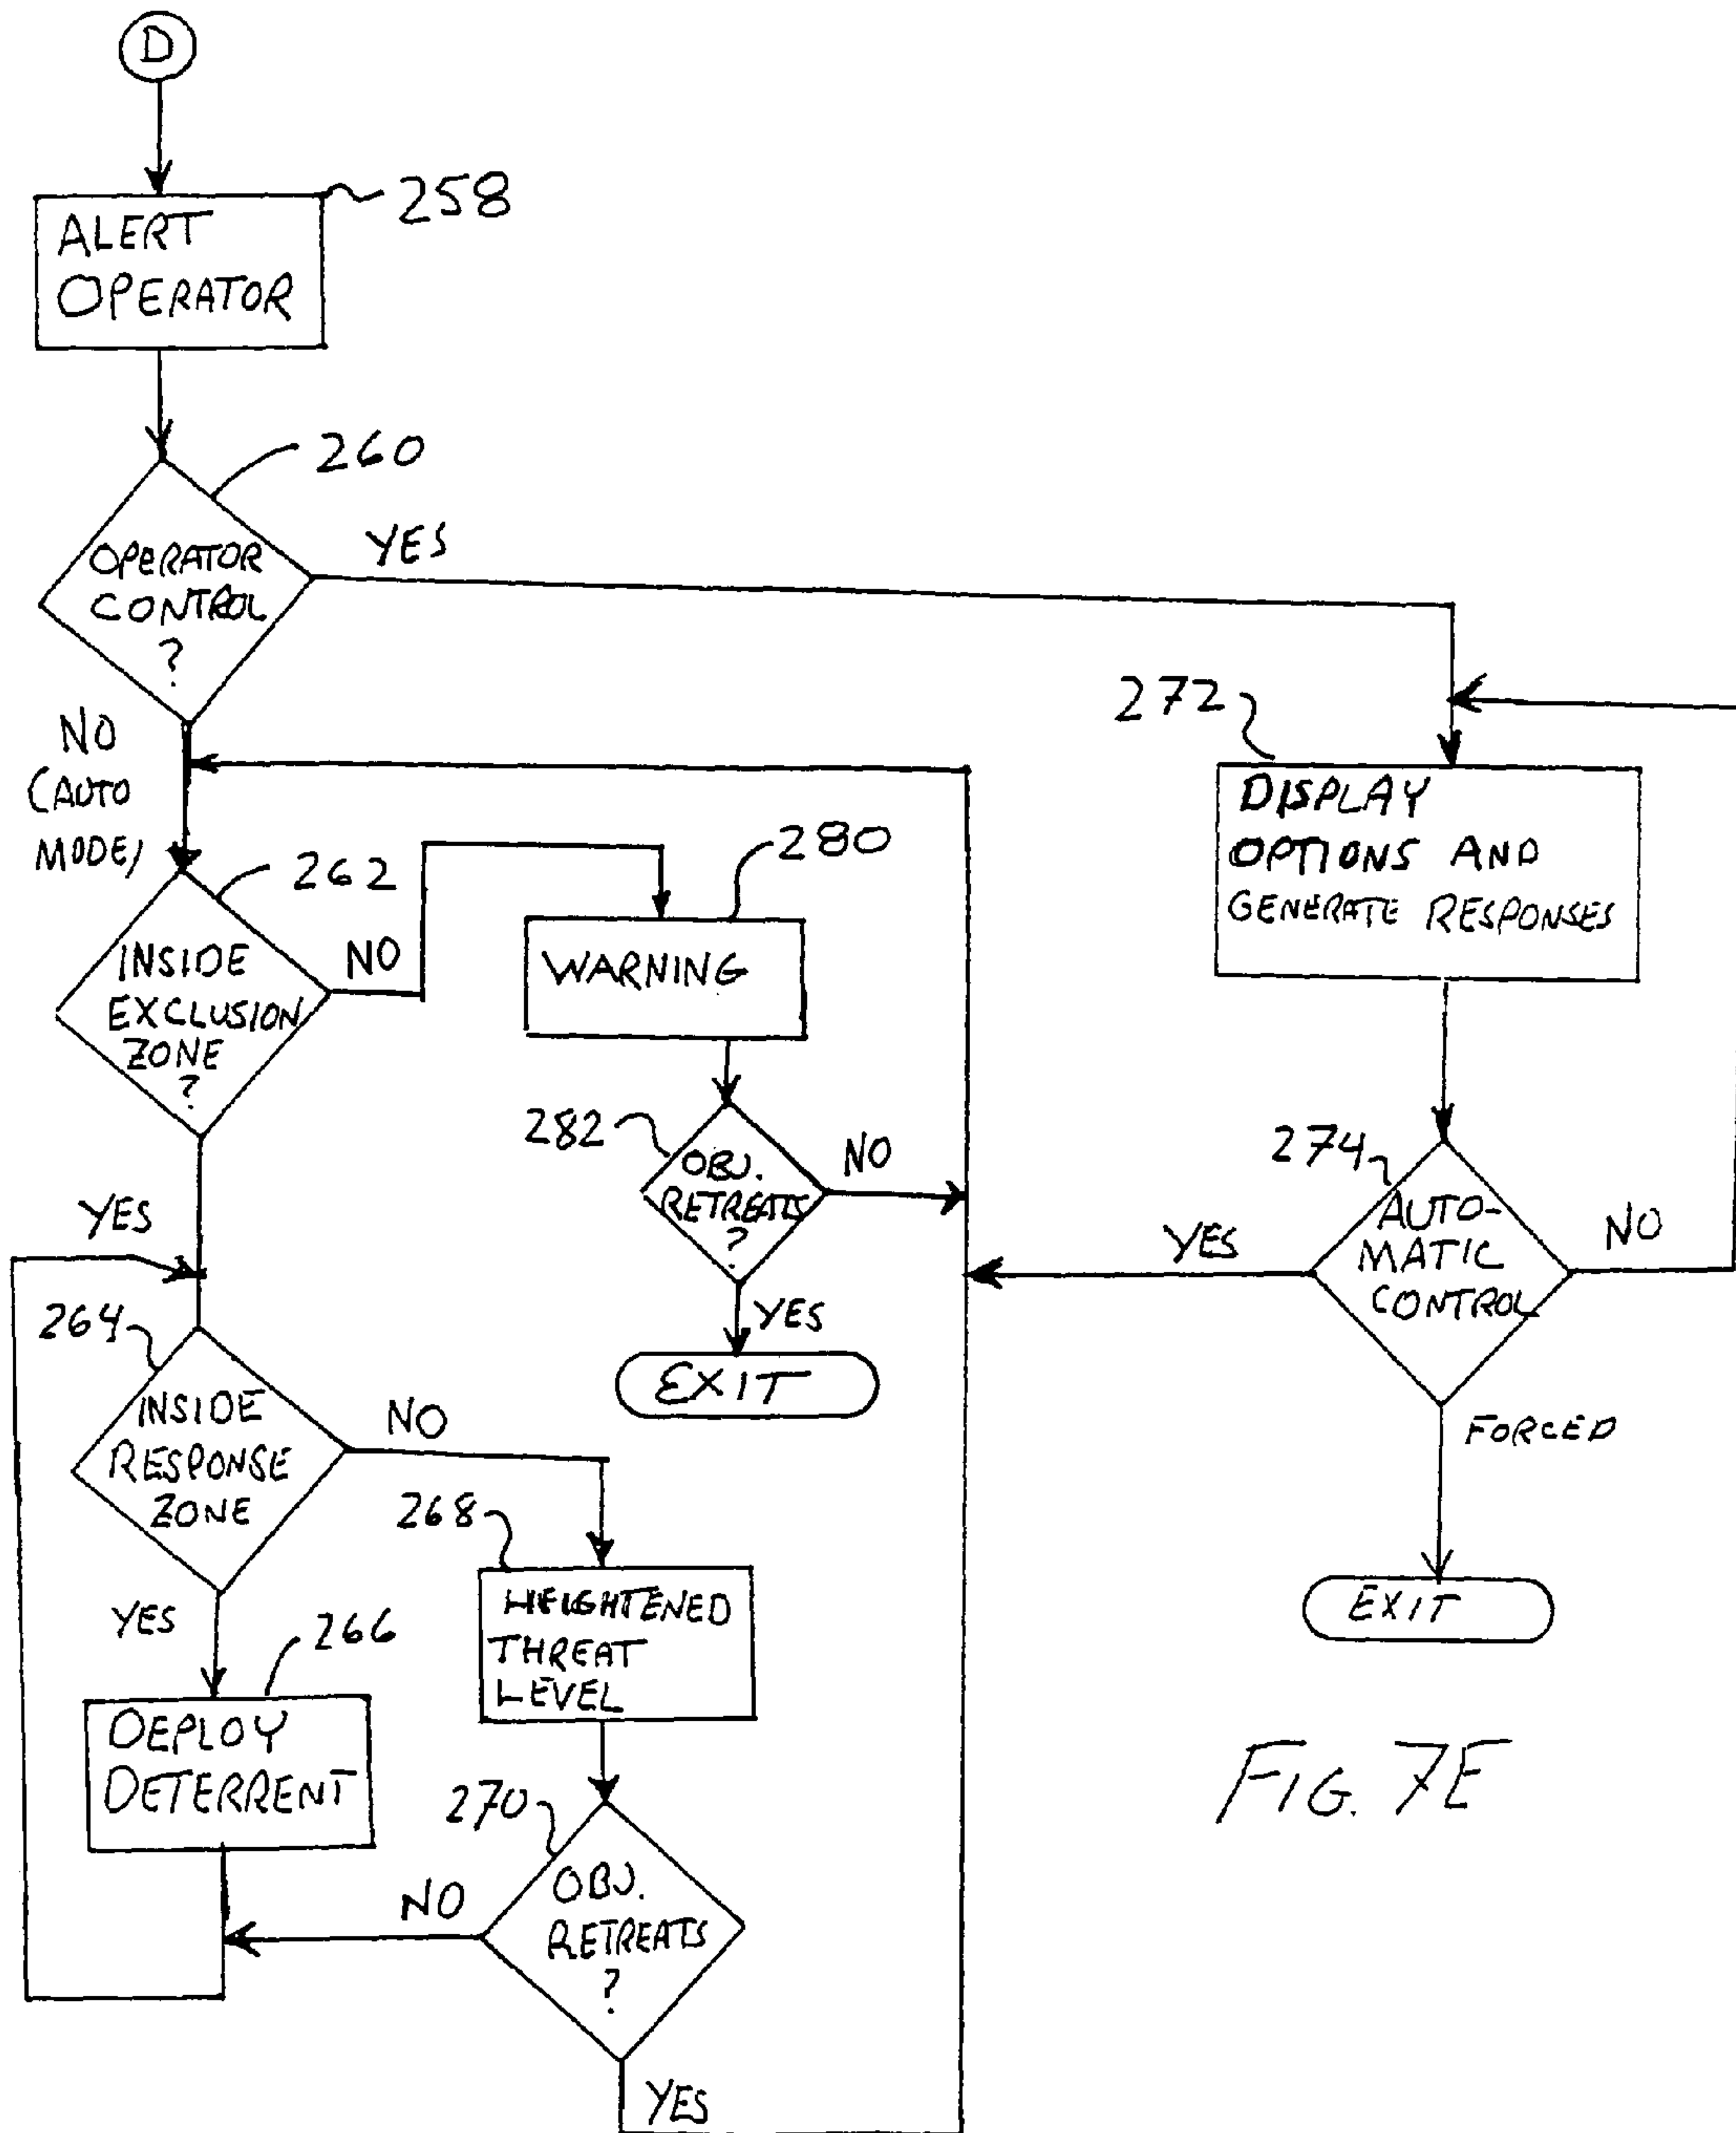 D
258
ALERT
OPERATOR
260
OPERATOR
CONTROL
?
YES
NO
(AUTO
MODE)
272
DISPLAY
OPTIONS AND
GENERATE RESPONSES
262
INSIDE
EXCLUSION
ZONE
?
NO
280
WARNING
282
OBJ.
RETREATS
?
NO
YES
EXIT
274
AUTO-
MATIC
CONTROL
YES
NO
FORCED
EXIT
YES
264
INSIDE
RESPONSE
ZONE
NO
YES
266
DEPLOY
DETERRENT
268
HEIGHTENED
THREAT
LEVEL
270
OBJ.
RETREATS
?
NO
YES
FIG. 7E